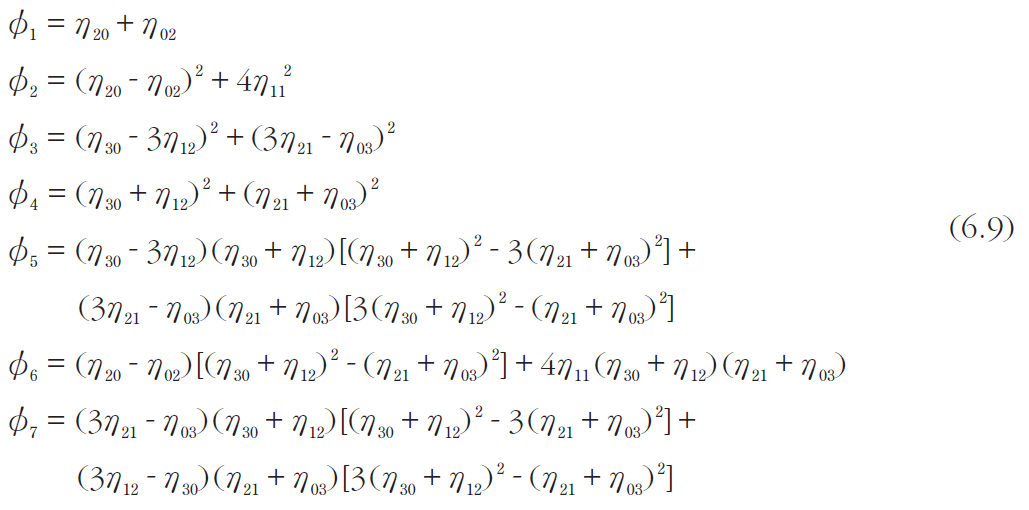 ϕ₁ = η₂₀ + η₀₂
ϕ₂ = (η₂₀ - η₀₂)² + 4η₁₁²
ϕ₃ = (η₃₀ - 3η₁₂)² + (3η₂₁ - η₀₃)²
ϕ₄ = (η₃₀ + η₁₂)² + (η₂₁ + η₀₃)²
ϕ₅ = (η₃₀ - 3η₁₂)(η₃₀ + η₁₂)[(η₃₀ + η₁₂)² - 3(η₂₁ + η₀₃)²] +
(6.9)
(3η₂₁ - η₀₃)(η₂₁ + η₀₃)[3(η₃₀ + η₁₂)² - (η₂₁ + η₀₃)²]
ϕ₆ = (η₂₀ - η₀₂)[(η₃₀ + η₁₂)² - (η₂₁ + η₀₃)²] + 4η₁₁(η₃₀ + η₁₂)(η₂₁ + η₀₃)
ϕ₇ = (3η₂₁ - η₀₃)(η₃₀ + η₁₂)[(η₃₀ + η₁₂)² - 3(η₂₁ + η₀₃)²] +
(3η₁₂ - η₃₀)(η₂₁ + η₀₃)[3(η₃₀ + η₁₂)² - (η₂₁ + η₀₃)²]